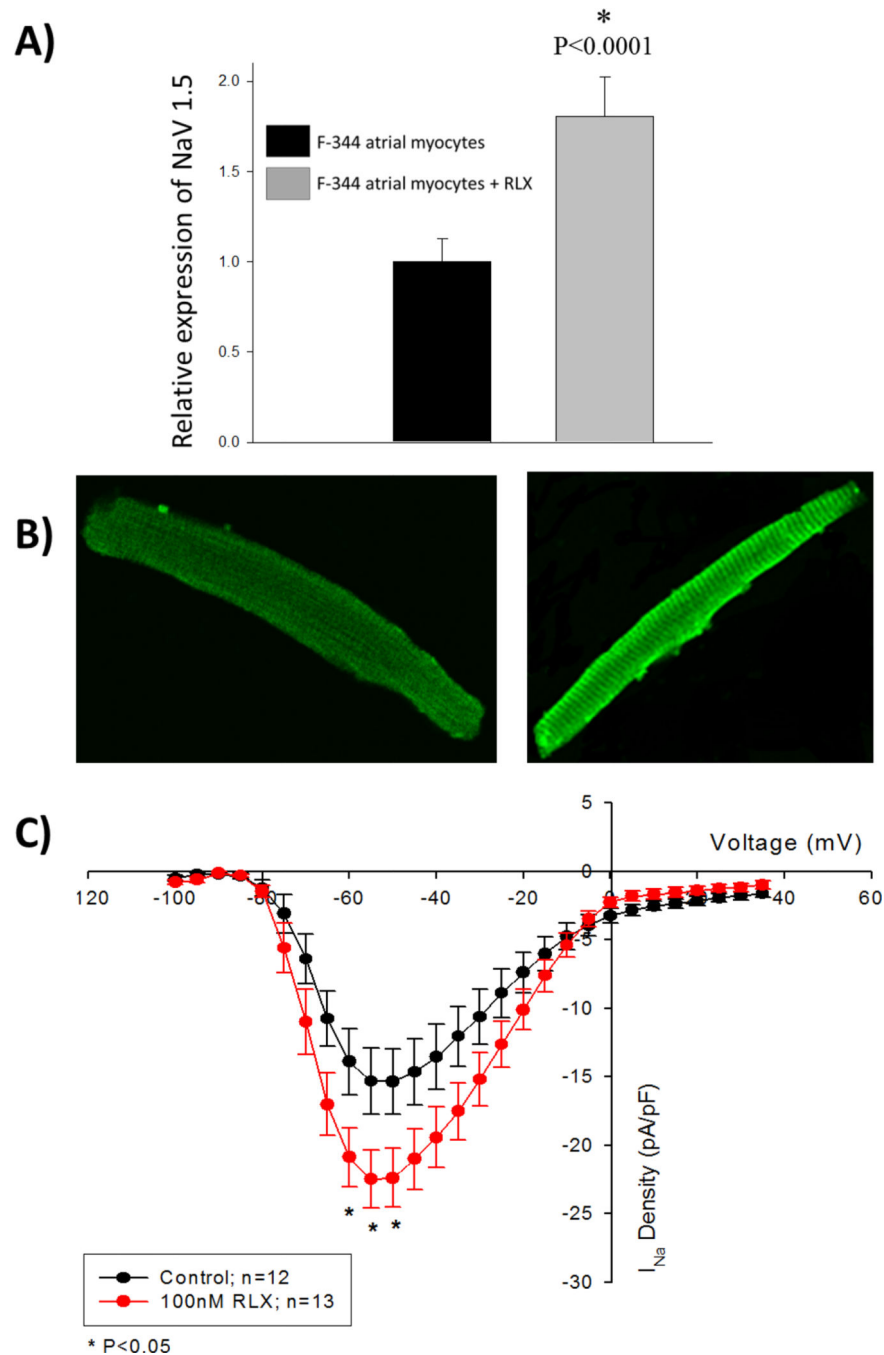 A)
*
P<0.0001
Relative expression of NaV 1.5
2.0
1.5
1.0
0.5
0.0
F-344 atrial myocytes
F-344 atrial myocytes + RLX
B)
C)
Voltage (mV)
5
0
-5
-10
-15
-20
-25
-30
120 -100 -80 -60 -40 -20 0 20 40 60
I Na Density (pA/pF)
* * *
Control; n=12
100nM RLX; n=13
* P<0.05